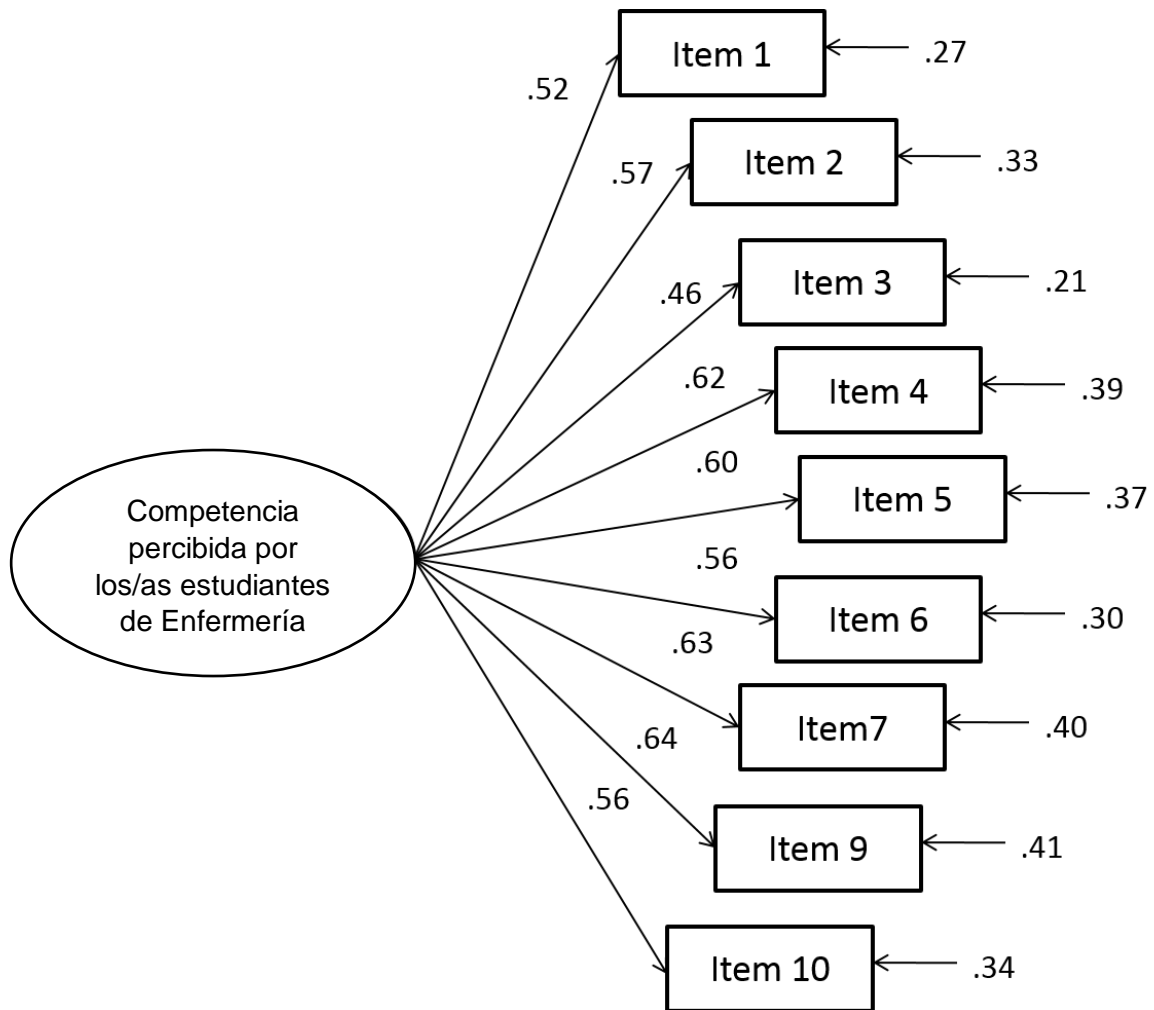 Item 1
.27
.52
Item 2
.33
.57
Item 3
.21
.46
Item 4
.39
.62
Item 5
.37
.60
Competencia
percibida por
los/as estudiantes
de Enfermería
Item 6
.30
.56
Item7
.40
.63
Item 9
.41
.64
Item 10
.34
.56